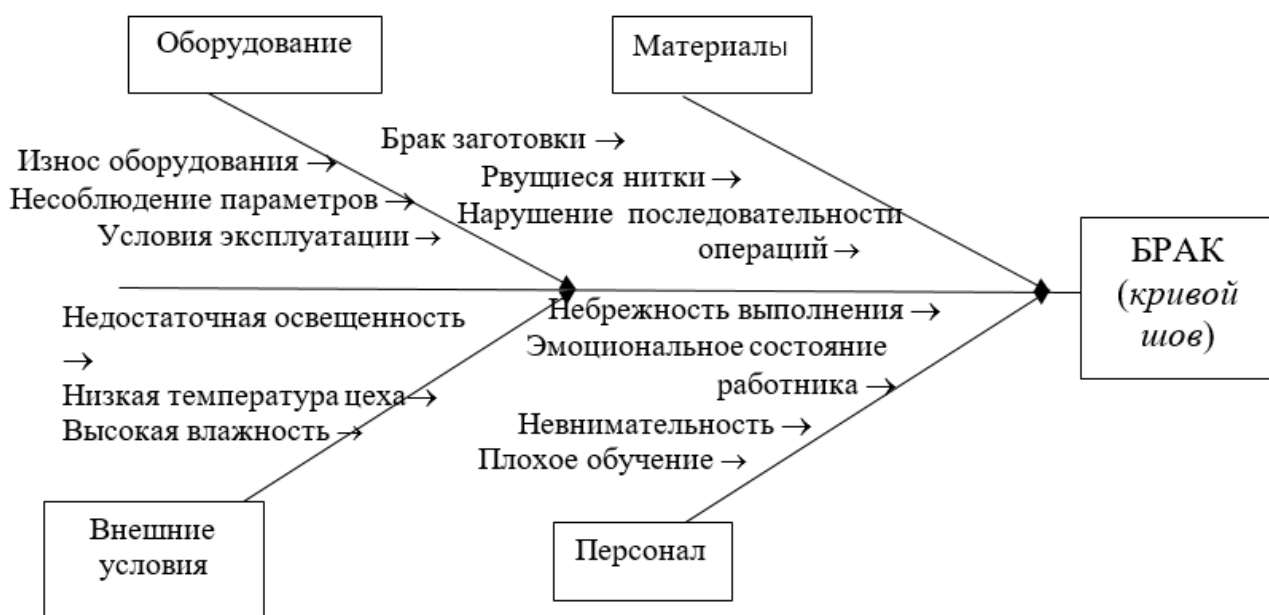 Оборудование
Материалы
Брак заготовки →
Износ оборудования →
Рвущиеся нитки →
Несоблюдение параметров →
Нарушение последовательности
Условия эксплуатации →
операций →
БРАК
(кривой
шов)
Недостаточная освещенность
→
Небрежность выполнения →
Эмоциональное состояние
работника →
Низкая температура цеха→
Высокая влажность →
Невнимательность →
Плохое обучение →
Внешние
условия
Персонал